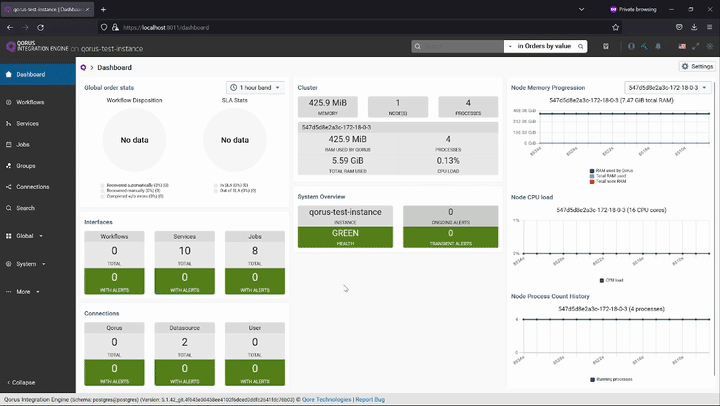 qorus-test-instance | Dashboard
Private browsing
https://localhost:8011/dashboard
QORUS
INTEGRATION ENGINE on qorus-test-instance
in Orders by value
Dashboard
Workflows
Services
Jobs
Groups
Connections
Search
Global
System
More
Collapse
Dashboard
Settings
Global order stats
1 hour band
Workflow Disposition
SLA Stats
No data
No data
Recovered automatically (0%) (0)
Recovered manually (0%) (0)
Completed w/o errors (0%) (0)
In SLA (0%) (0)
Out of SLA (0%) (0)
Interfaces
Workflows
0
TOTAL
0
WITH ALERTS
Services
10
TOTAL
0
WITH ALERTS
Jobs
8
TOTAL
0
WITH ALERTS
Connections
Qorus
0
TOTAL
0
WITH ALERTS
Datasource
2
TOTAL
0
WITH ALERTS
User
0
TOTAL
0
WITH ALERTS
Cluster
425.9 MiB
MEMORY
1
NODE(S)
4
PROCESSES
547d5d8e2a3c-172-18-0-3
425.9 MiB
RAM USED BY QORUS
4
PROCESSES
5.59 GiB
TOTAL RAM USED
0.13%
CPU LOAD
System Overview
qorus-test-instance
INSTANCE
GREEN
HEALTH
0
ONGOING ALERTS
0
TRANSIENT ALERTS
Node Memory Progression
547d5d8e2a3c-172-18-0-3
547d5d8e2a3c-172-18-0-3 (7.47 GiB total RAM)
0 GiB
RAM used by Qorus
Total RAM used
Total node RAM
Node CPU load
547d5d8e2a3c-172-18-0-3 (16 CPU cores)
CPU load
Node Process Count History
547d5d8e2a3c-172-18-0-3 (4 processes)
4
0
Running processes
Qorus Integration Engine (Schema: postgres@postgres) (Version: © Qore Technologies | Report Bug